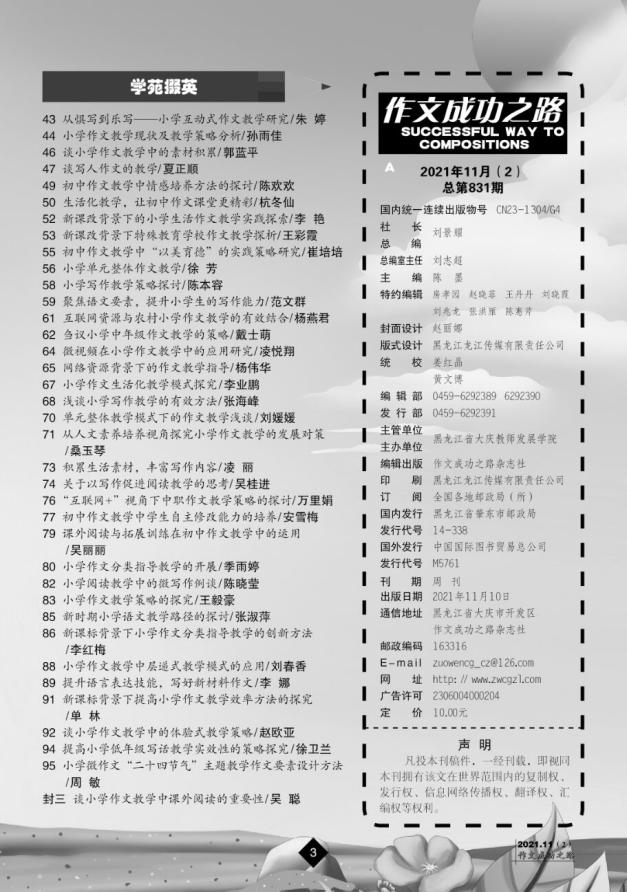 学苑掇英
43 从惧写到乐写——小学互动式作文教学研究/朱 婷
44 小学作文教学现状及教学策略分析/孙雨佳
46 谈小学作文教学中的素材积累/郭蓝平
47 谈写人作文的教学/夏正顺
49 初中作文教学中情感培养方法的探讨/陈欢欢
50 生活化教学，让初中作文课堂更精彩/杭冬仙
52 新课改背景下的小学生活作文教学实践探索/李 艳
53 新课改背景下特殊教育学校作文教学探析/王彩霞
55 初中作文教学中“以美育德”的实践策略研究/崔培培
56 小学单元整体作文教学/徐 芳
58 小学写作教学策略探讨/陈本容
59 聚焦语文要素，提升小学生的写作能力/范文群
61 互联网资源与农村小学作文教学的有效结合/杨燕君
62 刍议小学中年级作文教学的策略/戴士萌
64 微视频在小学作文教学中的应用研究/凌悦翔
65 网络资源背景下的作文教学指导/杨伟华
67 小学作文生活化教学模式探究/李业鹏
68 浅谈小学写作教学的有效方法/张海峰
70 单元整体教学模式下的作文教学浅谈/刘媛媛
71 从人文素养培养视角探究小学作文教学的发展对策
/桑玉琴
73 积累生活素材，丰富写作内容/凌 丽
74 关于以写作促进阅读教学的思考/吴桂进
76 “互联网+”视角下中职作文教学策略的探讨/万里娟
77 初中作文教学中学生自主修改能力的培养/安雪梅
79 课外阅读与拓展训练在初中作文教学中的运用
/吴丽丽
80 小学作文分类指导教学的开展/季雨婷
82 小学阅读教学中的微写作例谈/陈晓莹
83 小学作文教学策略的探究/王毅豪
85 新时期小学语文教学路径的探讨/张淑萍
86 新课标背景下小学作文分类指导教学的创新方法
/李红梅
88 小学作文教学中层递式教学模式的应用/刘春香
89 提升语言表达技能，写好新材料作文/李 娜
91 新课标背景下提高小学作文教学效率方法的探究
/单 林
92 谈小学作文教学中的体验式教学策略/赵欧亚
94 提高小学低年级写话教学实效性的策略探究/徐卫兰
95 小学微作文“二十四节气”主题教学作文要素设计方法
/周 敏
封三 谈小学作文教学中课外阅读的重要性/吴 聪
作文成功之路
SUCCESSFUL WAY TO
COMPOSITIONS
A
2021年11月（2）
总第831期
国内统一连续出版物号 CN23-1304/G4
社 长 刘景耀
总 编
总编室主任 刘志超
主 编 陈 墨
特约编辑 房孝国 赵晓菲 王丹丹 刘晓霞
刘兆龙 张洪雁
封面设计 赵丽娜
版式设计 黑龙江龙江传媒有限责任公司
统 校 姜红晶
黄文博
编 辑 部 0459-6292389 6292390
发 行 部 0459-6292391
主管单位
主办单位 黑龙江省大庆教师发展学院
编辑出版 作文成功之路杂志社
印 刷 黑龙江龙江传媒有限责任公司
订 阅 全国各地邮政局（所）
国内发行 黑龙江省肇东市邮政局
发行代号 14-338
国外发行 中国国际图书贸易总公司
发行代号 M5761
刊 期 周 刊
出版日期 2021年11月10日
通信地址 黑龙江省大庆市开发区
作文成功之路杂志社
邮政编码 163316
E-mail zuowencg_cz@126.com
网 址 http://www.zwcgzl.com
广告许可 2306004000204
定 价 10.00元
声 明
凡投本刊稿件，一经刊载，即视同
本刊拥有该文在世界范围内的复制权、
发行权、信息网络传播权、翻译权、汇
编权等权利。
3
2021.11（2）
作文成功之路